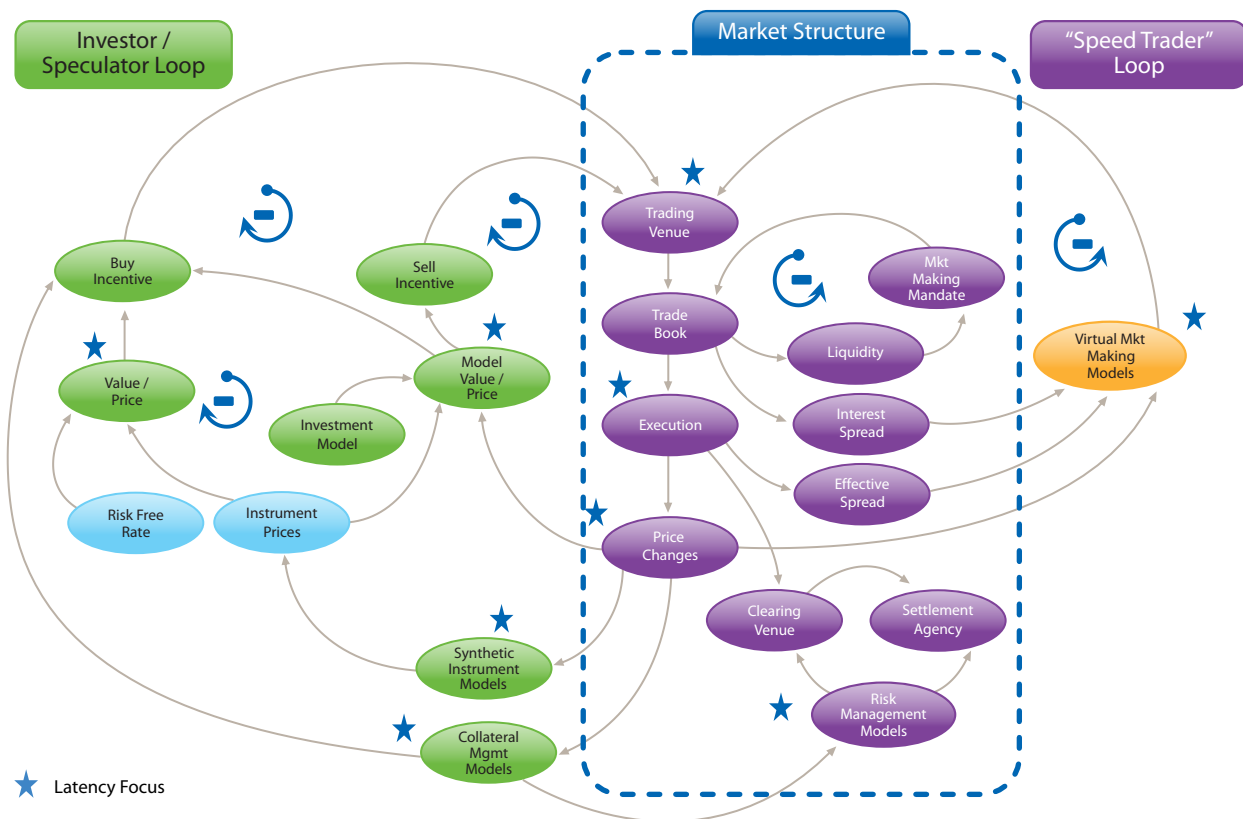 Investor /
Speculator Loop
Market Structure
“Speed Trader”
Loop
Trading
Venue
Buy
Incentive
Sell
Incentive
Mkt
Making
Mandate
Trade
Book
Liquidity
Virtual Mkt
Making
Models
Value /
Price
Model
Value /
Price
Investment
Model
Execution
Interest
Spread
Effective
Spread
Risk Free
Rate
Instrument
Prices
Price
Changes
Clearing
Venue
Settlement
Agency
Synthetic
Instrument
Models
Risk
Management
Models
Collateral
Mgmt
Models
Latency Focus